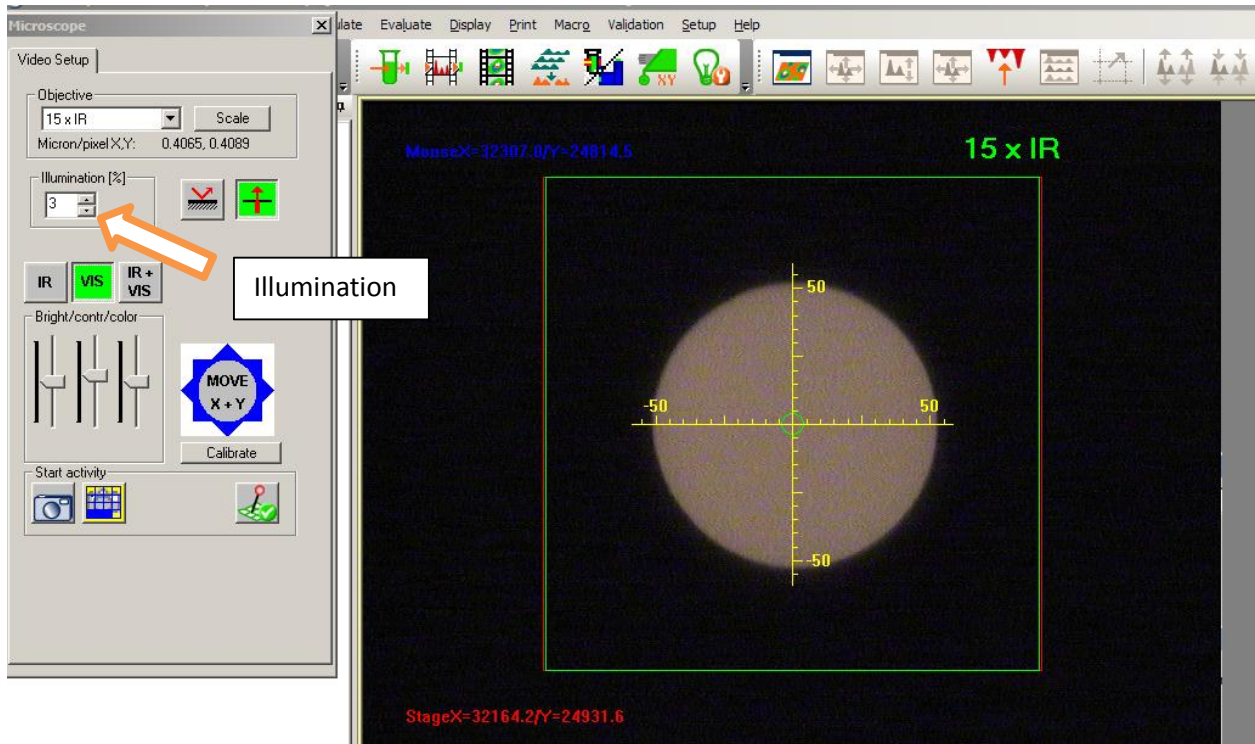 Microscope
late Evaluate Display Print Macro Validation Setup Help
Video Setup
Objective
15 x IR Scale
Micron/pixel X,Y: 0.4065, 0.4089
Illumination [%]
3
IR VIS IR + VIS
Illumination
Bright/contr/color
MOVE
X + Y
Calibrate
Start activity
XY
MouseX=32307.0/Y=24814.5
15 x IR
50
-50
50
-50
StageX=32164.2/Y=24931.6